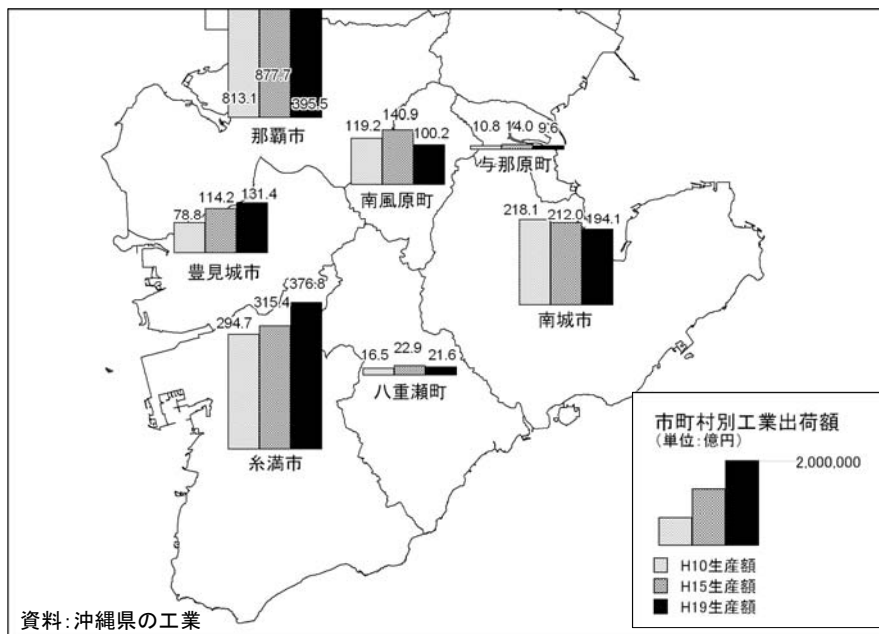 813.1
877.7
395.5
那覇市
119.2
140.9
100.2
南風原町
10.8
14.0
9.6
与那原町
78.8
114.2
131.4
豊見城市
218.1
212.0
194.1
南城市
294.7
315.4
376.8
糸満市
16.5
22.9
21.6
八重瀬町
市町村別工業出荷額
(単位:億円)
2,000,000
H10生産額
H15生産額
H19生産額
資料:沖縄県の工業